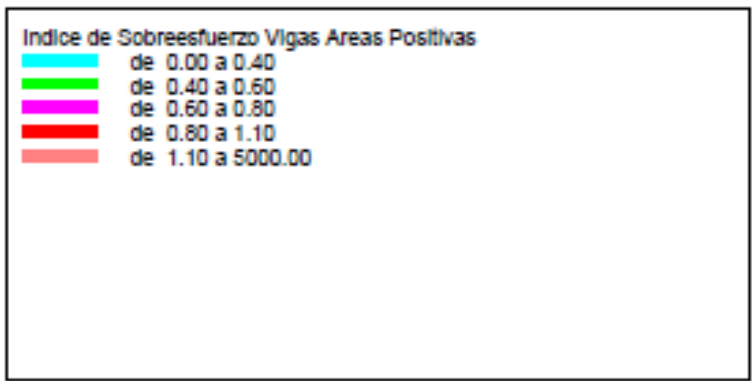 Indice de Sobreesfuerzo Vigas Areas Positivas
de 0.00 a 0.40
de 0.40 a 0.60
de 0.60 a 0.80
de 0.80 a 1.10
de 1.10 a 5000.00